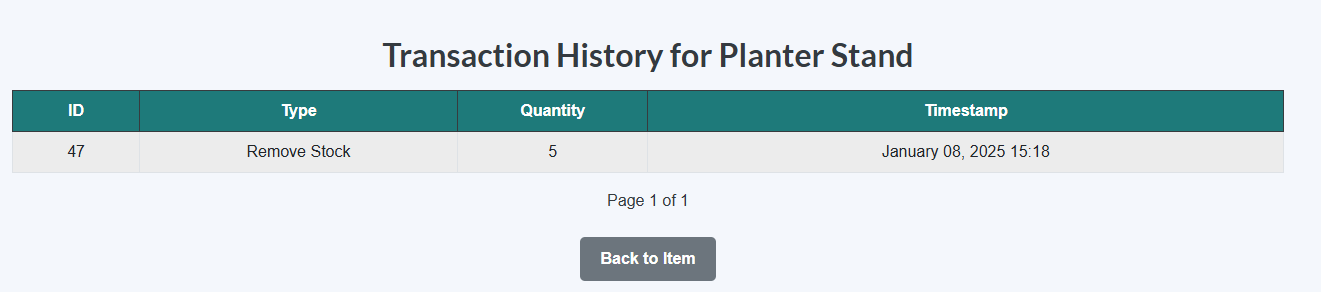 Transaction History for Planter Stand
ID Type Quantity Timestamp
47 Remove Stock 5 January 08, 2025 15:18
Page 1 of 1
Back to Item